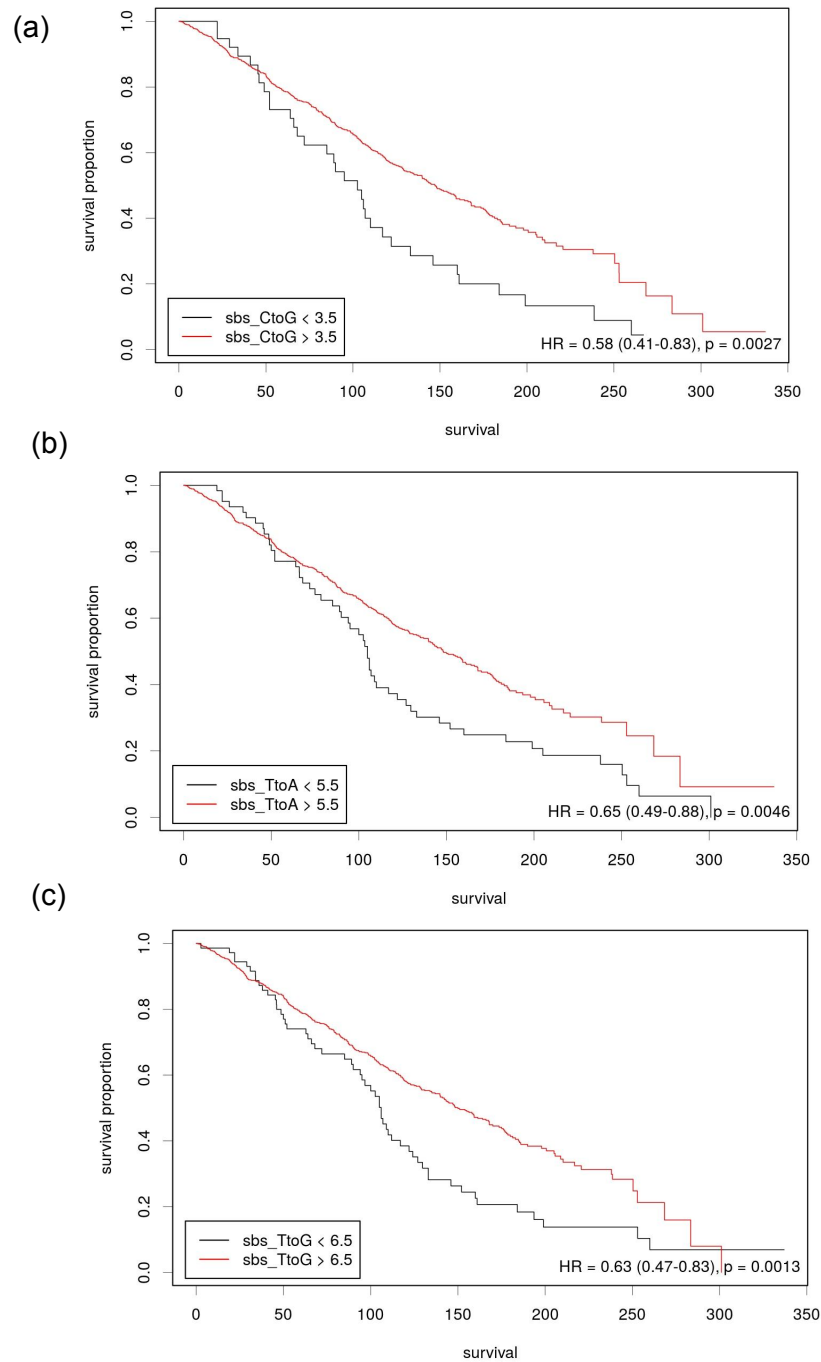 (a)
survival proportion
1.0
0.8
0.6
0.4
0.2
0.0
sbs_CtoG < 3.5
sbs_CtoG > 3.5
HR = 0.58 (0.41-0.83), p = 0.0027
0 50 100 150 200 250 300 350
survival
(b)
survival proportion
1.0
0.8
0.6
0.4
0.2
0.0
sbs_TtoA < 5.5
sbs_TtoA > 5.5
HR = 0.65 (0.49-0.88), p = 0.0046
0 50 100 150 200 250 300 350
survival
(c)
survival proportion
1.0
0.8
0.6
0.4
0.2
0.0
sbs_TtoG < 6.5
sbs_TtoG > 6.5
HR = 0.63 (0.47-0.83), p = 0.0013
0 50 100 150 200 250 300 350
survival